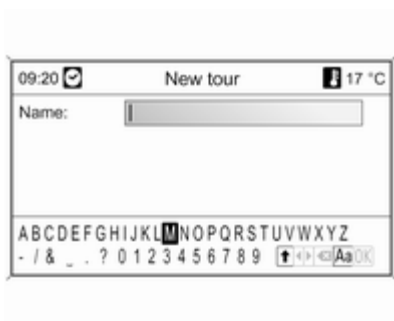 09:20 New tour 17 °C
Name:
ABCDEFGHIJKLMNOPQRSTUVWXYZ
- / & _ . ? 0 1 2 3 4 5 6 7 8 9 Aa OK